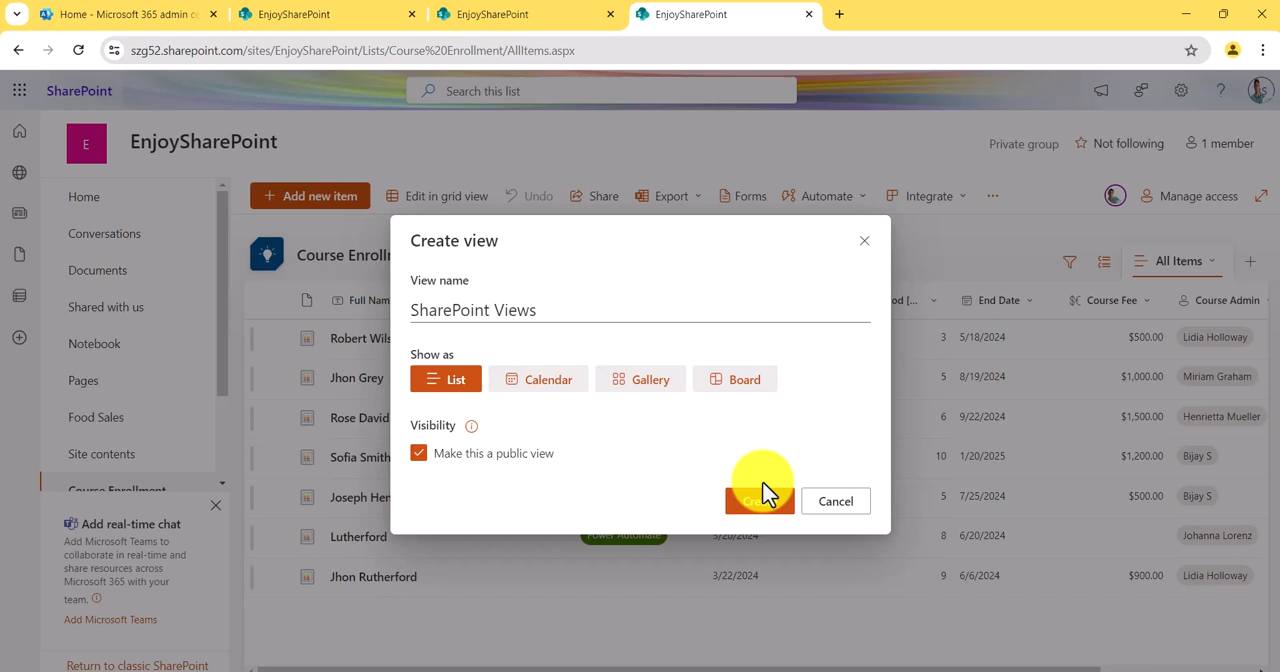 Home - Microsoft 365 admin ce
EnjoySharePoint
EnjoySharePoint
EnjoySharePoint
szg52.sharepoint.com/sites/EnjoySharePoint/Lists/Course%20Enrollment/AllItems.aspx
SharePoint
Search this list
E
EnjoySharePoint
Private group
Not following
1 member
Home
Conversations
Documents
Shared with us
Notebook
Pages
Food Sales
Site contents
Course Enrollment
Add real-time chat
Add Microsoft Teams to
collaborate in real-time and
share resources across
Microsoft 365 with your
team.
Add Microsoft Teams
Return to classic SharePoint
Add new item
Edit in grid view
Undo
Share
Export
Forms
Automate
Integrate
Manage access
Course Enroll
All Items
Full Nam
od [...
End Date
Course Fee
Course Admin
Robert Wils 3 5/18/2024 $500.00 Lidia Holloway
Jhon Grey 5 8/19/2024 $1,000.00 Miriam Graham
Rose David 6 9/22/2024 $1,500.00 Henrietta Mueller
Sofia Smith 10 1/20/2025 $1,200.00 Bijay S
Joseph Hen 5 7/25/2024 $500.00 Bijay S
Lutherford Power Automate 5/20/2024 8 6/20/2024 Johanna Lorenz
Jhon Rutherford 3/22/2024 9 6/6/2024 $900.00 Lidia Holloway
Create view
View name
SharePoint Views
Show as
List
Calendar
Gallery
Board
Visibility
Make this a public view
Cancel